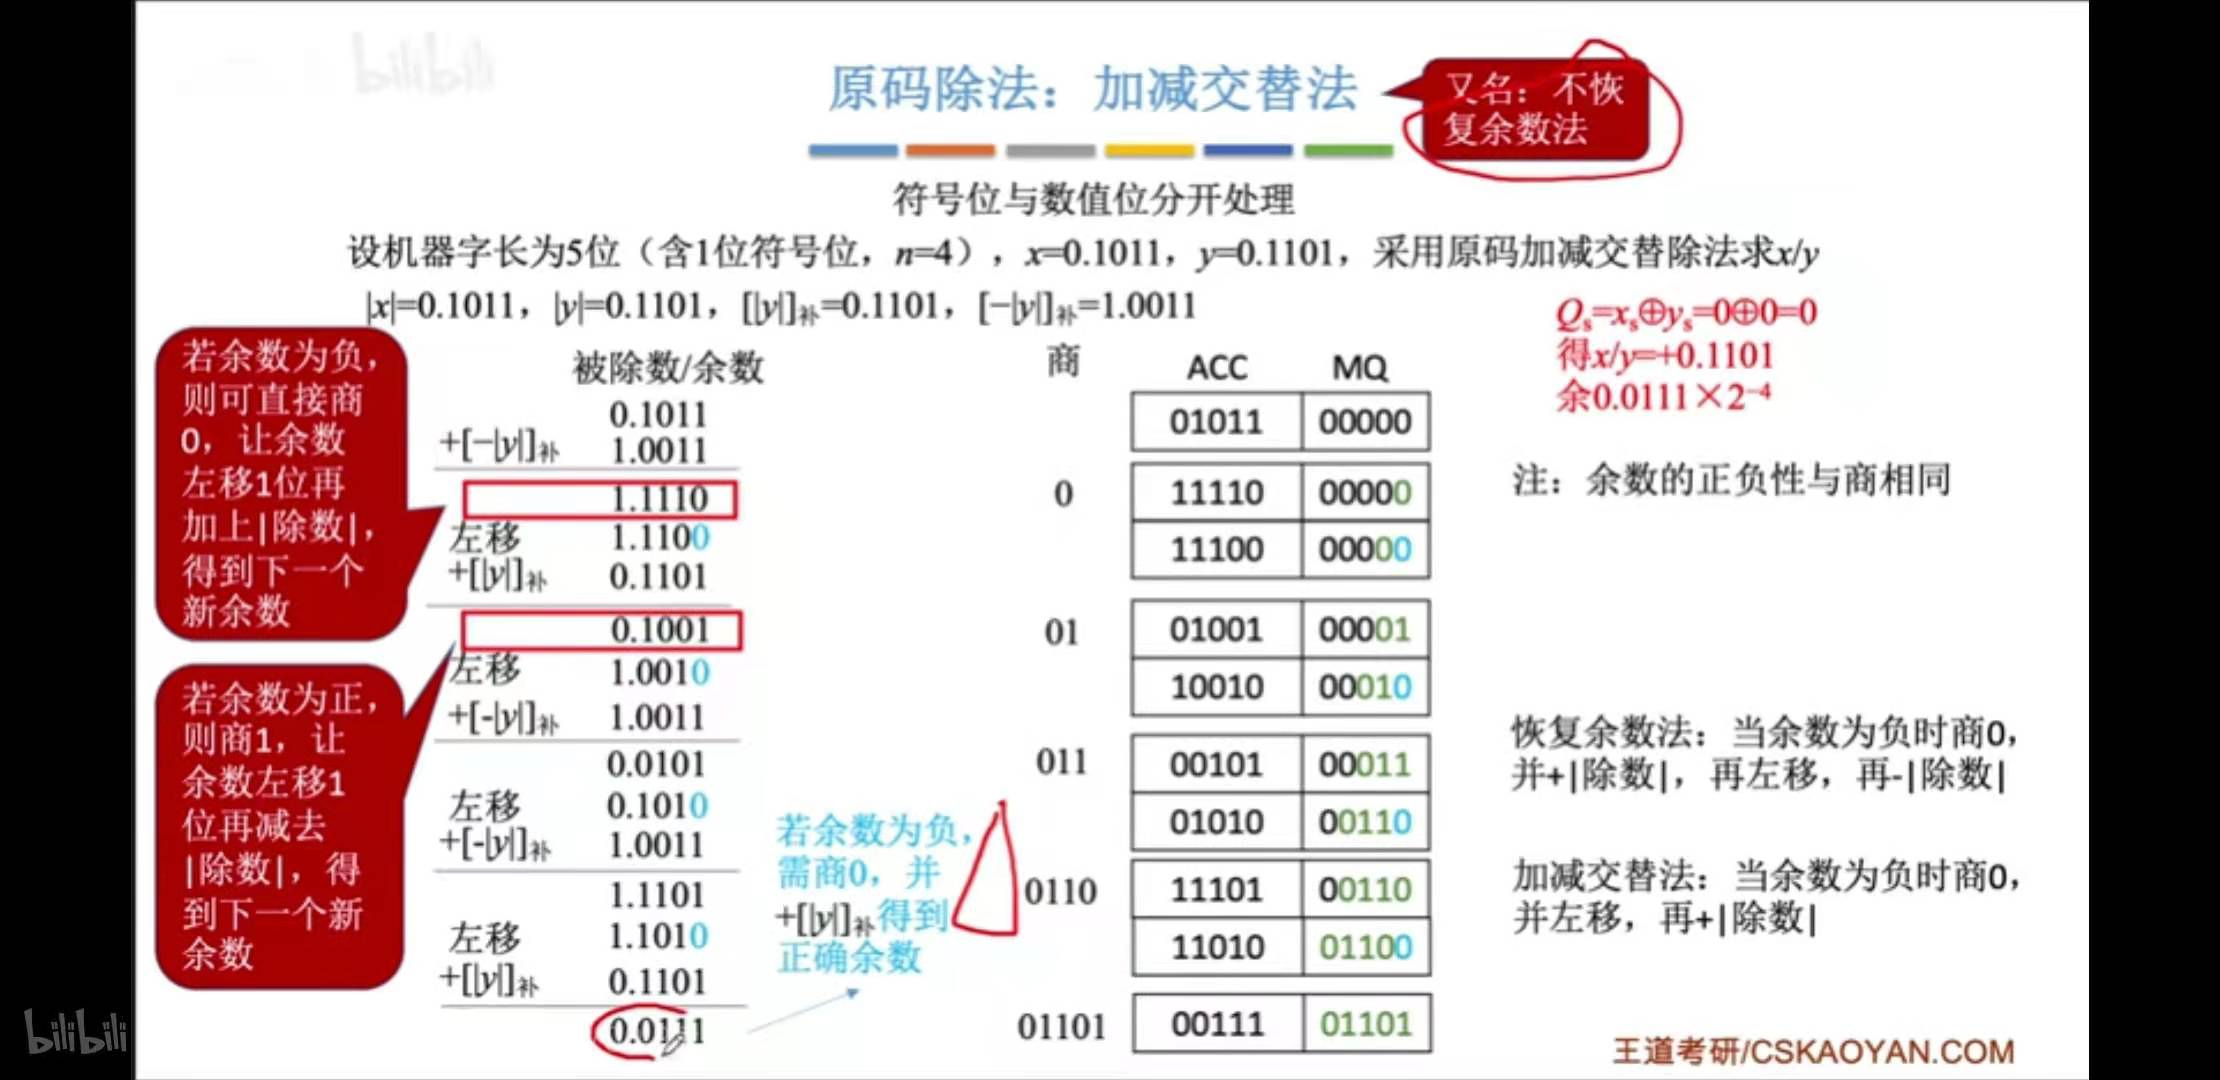 bilibili
原码除法：加减交替法
又名：不恢
复余数法
符号位与数值位分开处理
设机器字长为5位（含1位符号位，n=4），x=0.1011，y=0.1101，采用原码加减交替除法求x/y
|x|=0.1011，|y|=0.1101，[|y|]补=0.1101，[−|y|]补=1.0011
Qs=xs⊕ys=0⊕0=0
得x/y=+0.1101
余0.0111×2⁻⁴
若余数为负，
则可直接商
0，让余数
左移1位再
加上|除数|，
得到下一个
新余数
若余数为正，
则商1，让
余数左移1
位再减去
|除数|，得
到下一个新
余数
被除数/余数 商 ACC MQ
0.1011 01011 00000
+[−|y|]补 1.0011
1.1110 0 11110 00000
左移 1.1100 11100 00000
+[|y|]补 0.1101
0.1001 01 01001 00001
左移 1.0010 10010 00010
+[-|y|]补 1.0011
0.0101 011 00101 00011
左移 0.1010 01010 00110
+[-|y|]补 1.0011
1.1101 0110 11101 00110
左移 1.1010 11010 01100
+[|y|]补 0.1101
0.0111 01101 00111 01101
若余数为负，
需商0，并
+[|y|]补得到
正确余数
注：余数的正负性与商相同
恢复余数法：当余数为负时商0，
并+|除数|，再左移，再-|除数|
加减交替法：当余数为负时商0，
并左移，再+|除数|
bilibili
王道考研/CSKAOYAN.COM